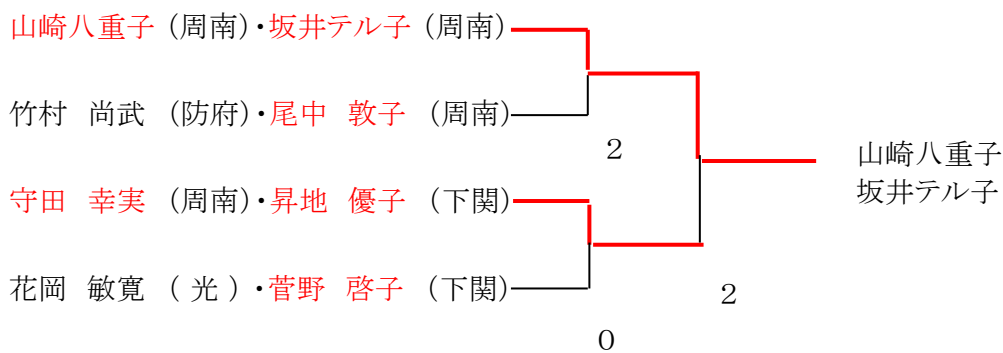 山崎八重子（周南）・坂井テル子（周南）
竹村　尚武　（防府）・尾中　敦子　（周南）
２
山崎八重子
坂井テル子
守田　幸実　（周南）・昇地　優子　（下関）
花岡　敏寛　（ 光 ）・菅野　啓子　（下関）
２
０